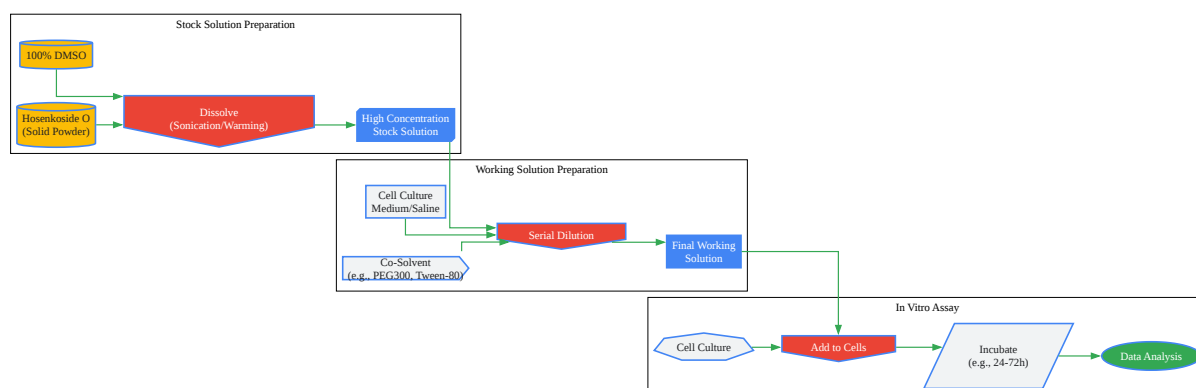 Stock Solution Preparation
100% DMSO
Hosenkoside O
(Solid Powder)
Dissolve
(Sonication/Warming)
High Concentration
Stock Solution
Working Solution Preparation
Cell Culture
Medium/Saline
Serial Dilution
Co-Solvent
(e.g., PEG300, Tween-80)
Final Working
Solution
In Vitro Assay
Cell Culture
Add to Cells
Incubate
(e.g., 24-72h)
Data Analysis